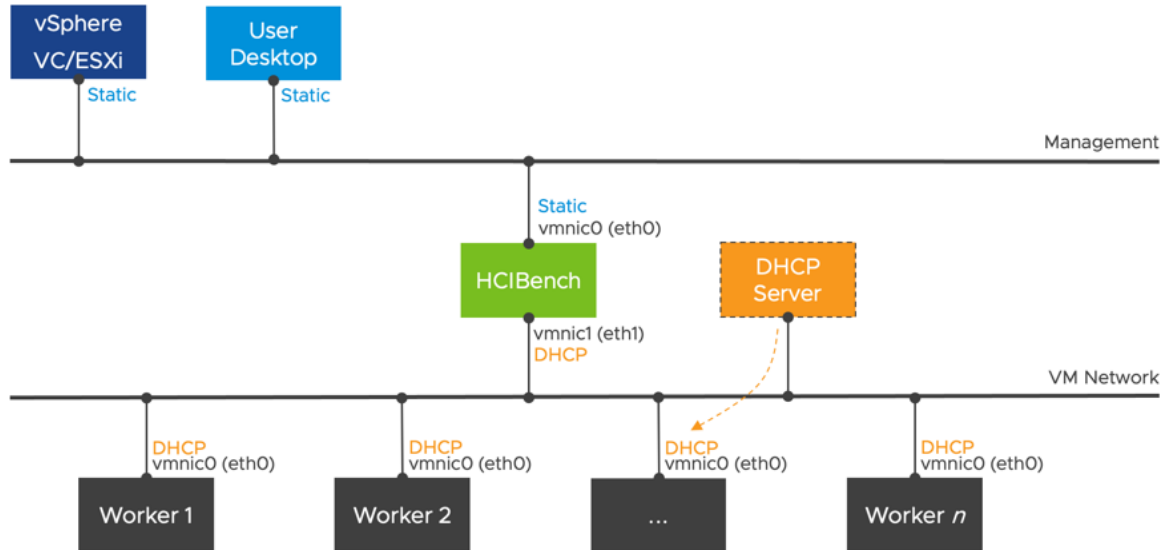 vSphere
VC/ESXi
User
Desktop
Static
Static
Management
Static
vmnic0 (eth0)
HCIBench
DHCP
Server
vmnic1 (eth1)
DHCP
VM Network
DHCP
vmnic0 (eth0)
DHCP
vmnic0 (eth0)
DHCP
vmnic0 (eth0)
DHCP
vmnic0 (eth0)
Worker 1
Worker 2
...
Worker n